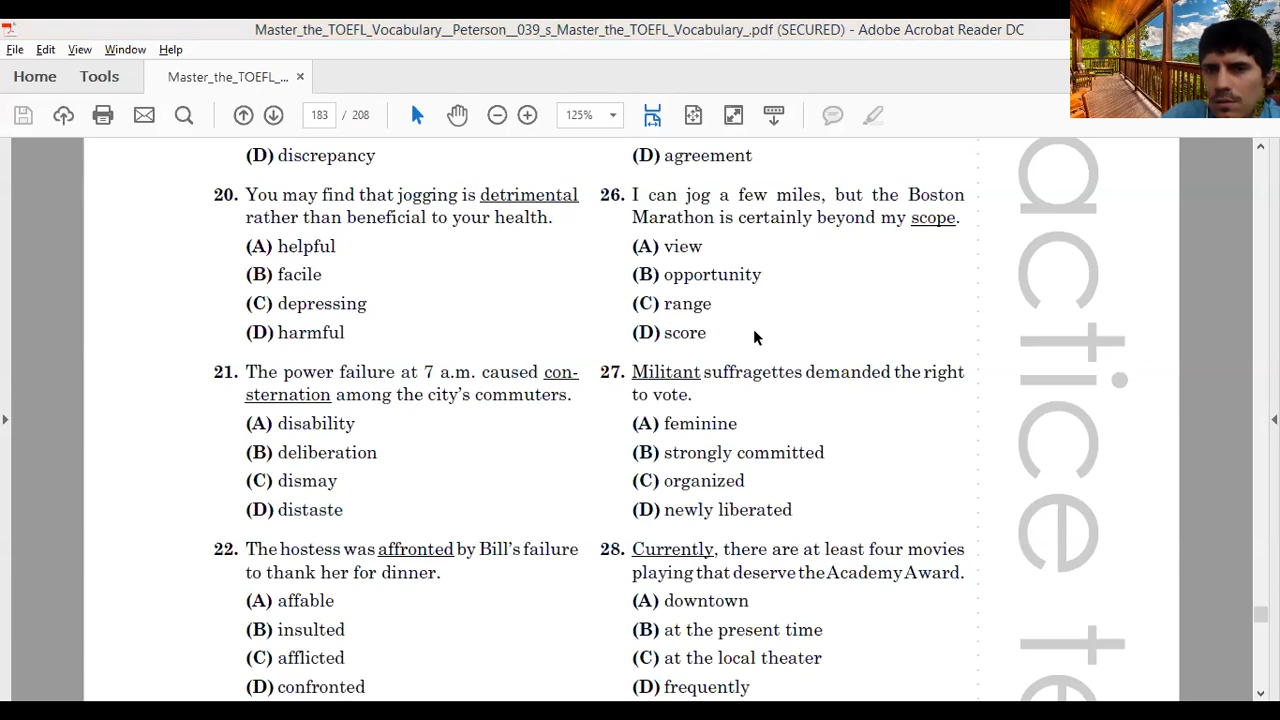 Master_the_TOEFL_Vocabulary__Peterson__039_s_Master_the_TOEFL_Vocabulary_.pdf (SECURED) - Adobe Acrobat Reader DC
File Edit View Window Help
Home Tools Master_the_TOEFL_... ×
183 / 208 125%
(D) discrepancy
20. You may find that jogging is detrimental
rather than beneficial to your health.
(A) helpful
(B) facile
(C) depressing
(D) harmful
21. The power failure at 7 a.m. caused con-
sternation among the city's commuters.
(A) disability
(B) deliberation
(C) dismay
(D) distaste
22. The hostess was affronted by Bill's failure
to thank her for dinner.
(A) affable
(B) insulted
(C) afflicted
(D) confronted
(D) agreement
26. I can jog a few miles, but the Boston
Marathon is certainly beyond my scope.
(A) view
(B) opportunity
(C) range
(D) score
27. Militant suffragettes demanded the right
to vote.
(A) feminine
(B) strongly committed
(C) organized
(D) newly liberated
28. Currently, there are at least four movies
playing that deserve the Academy Award.
(A) downtown
(B) at the present time
(C) at the local theater
(D) frequently
actice te